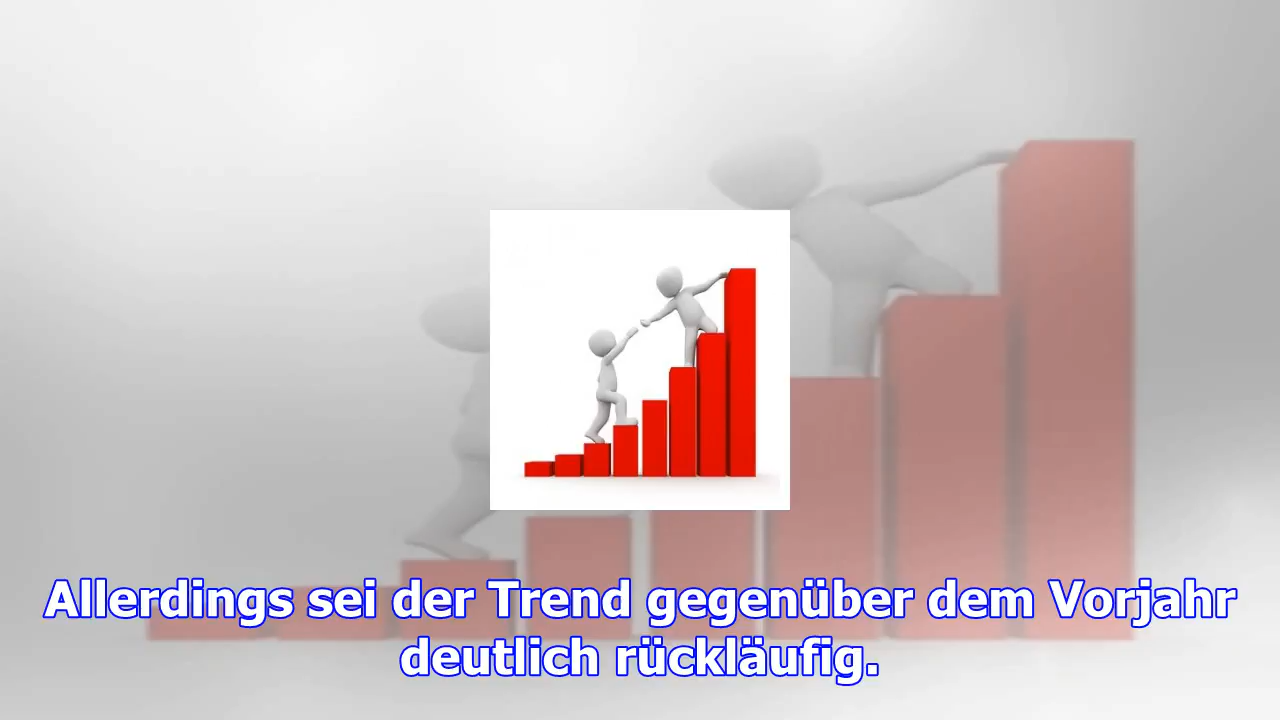 Allerdings sei der Trend gegenüber dem Vorjahr
deutlich rückläufig.